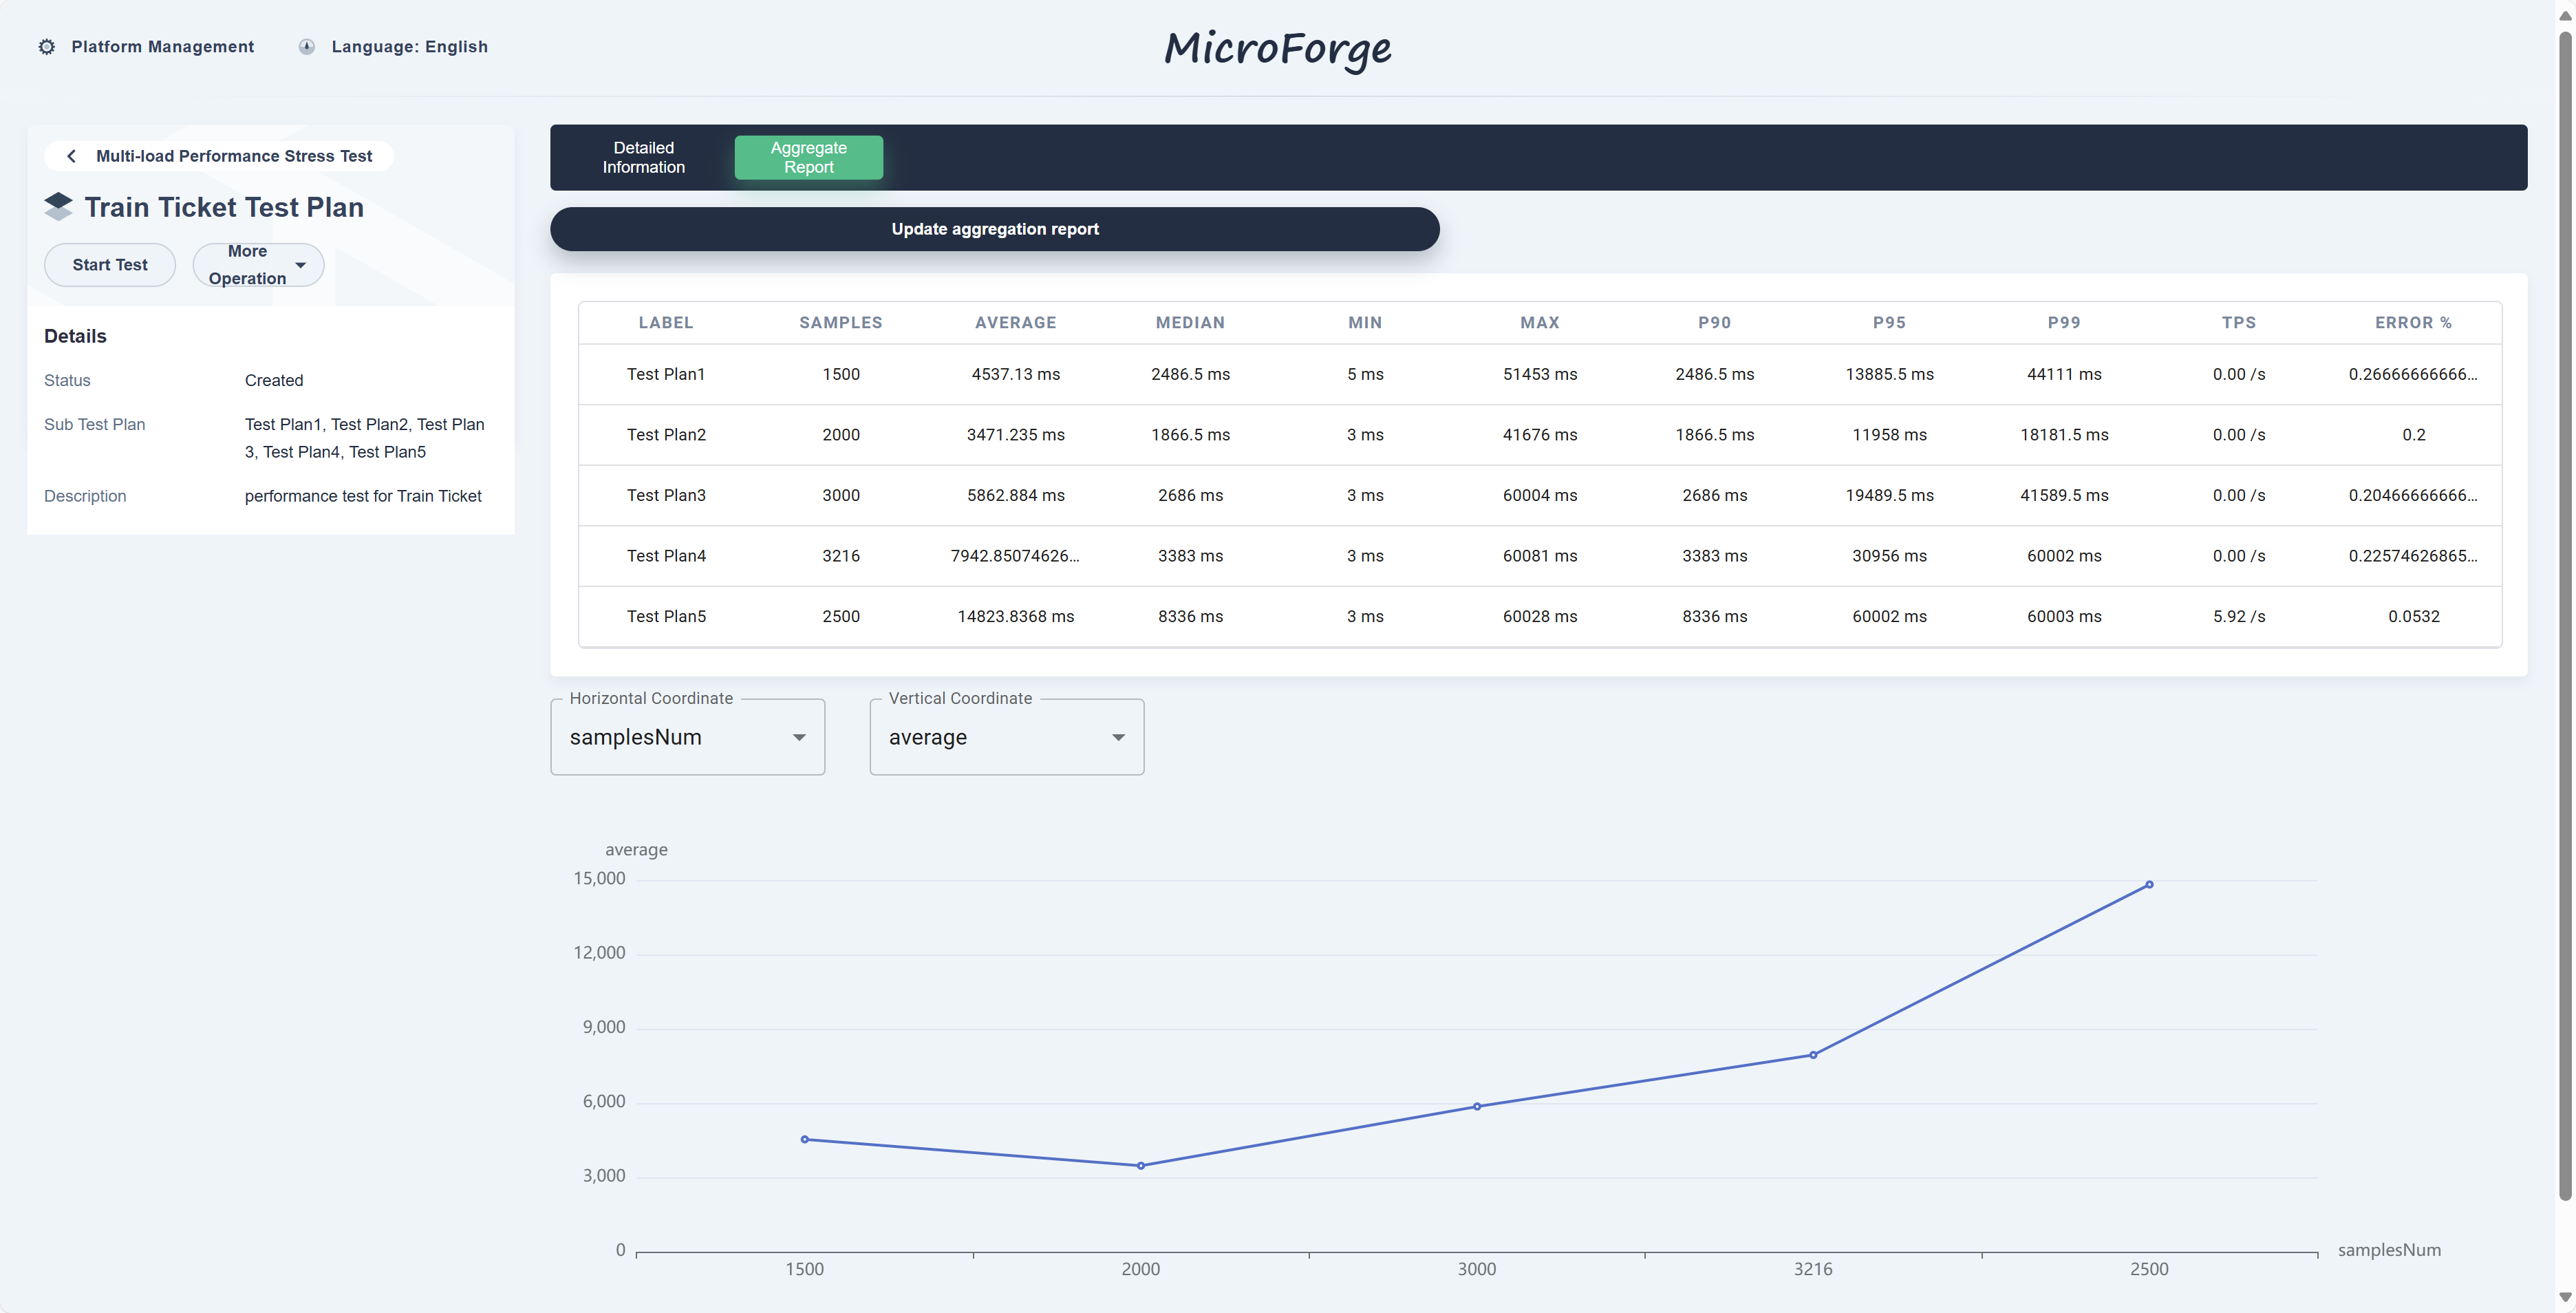 Platform Management
Language: English
MicroForge
Multi-load Performance Stress Test
Train Ticket Test Plan
Start Test
More
Operation
Details
Status Created
Sub Test Plan Test Plan1, Test Plan2, Test Plan
3, Test Plan4, Test Plan5
Description performance test for Train Ticket
Detailed
Information
Aggregate
Report
Update aggregation report
LABEL SAMPLES AVERAGE MEDIAN MIN MAX P90 P95 P99 TPS ERROR %
Test Plan1 1500 4537.13 ms 2486.5 ms 5 ms 51453 ms 2486.5 ms 13885.5 ms 44111 ms 0.00 /s 0.26666666666...
Test Plan2 2000 3471.235 ms 1866.5 ms 3 ms 41676 ms 1866.5 ms 11958 ms 18181.5 ms 0.00 /s 0.2
Test Plan3 3000 5862.884 ms 2686 ms 3 ms 60004 ms 2686 ms 19489.5 ms 41589.5 ms 0.00 /s 0.20466666666...
Test Plan4 3216 7942.85074626... 3383 ms 3 ms 60081 ms 3383 ms 30956 ms 60002 ms 0.00 /s 0.22574626865...
Test Plan5 2500 14823.8368 ms 8336 ms 3 ms 60028 ms 8336 ms 60002 ms 60003 ms 5.92 /s 0.0532
Horizontal Coordinate
samplesNum
Vertical Coordinate
average
average
15,000
12,000
9,000
6,000
3,000
0
samplesNum
1500 2000 3000 3216 2500